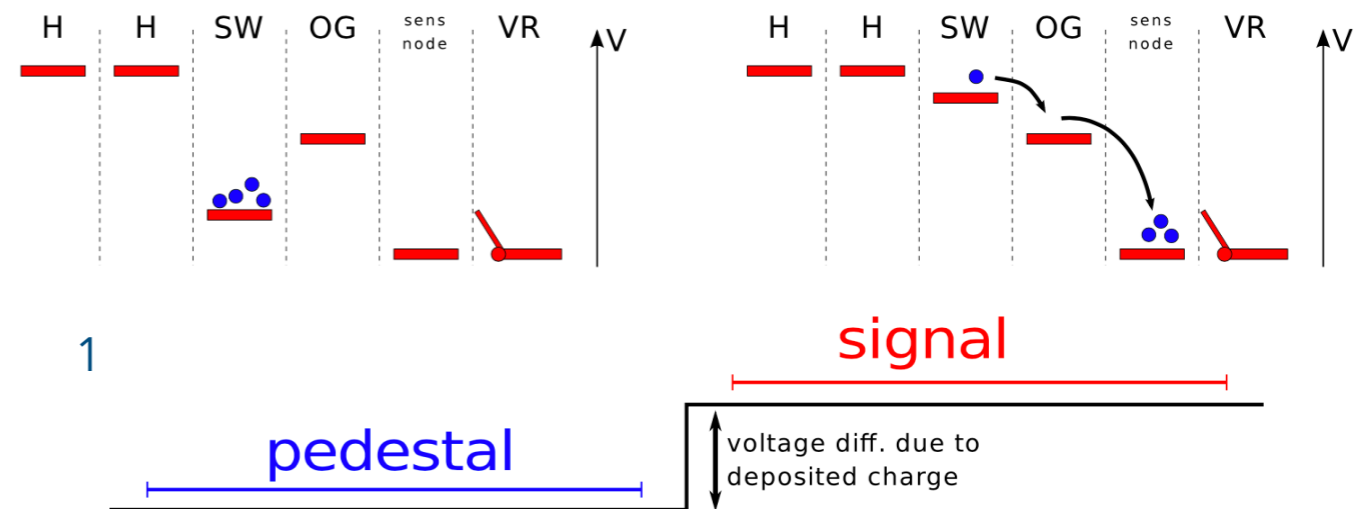 H H SW OG sens node VR
V
H H SW OG sens node VR
V
1
signal
pedestal
voltage diff. due to
deposited charge